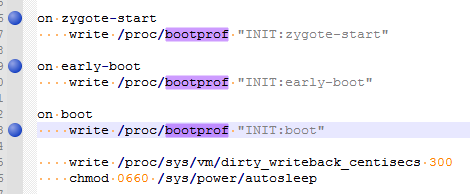 on zygote-start
write /proc/bootprof "INIT:zygote-start"
on early-boot
write /proc/bootprof "INIT:early-boot"
on boot
write /proc/bootprof "INIT:boot"
write /proc/sys/vm/dirty_writeback_centisecs 300
chmod 0660 /sys/power/autosleep